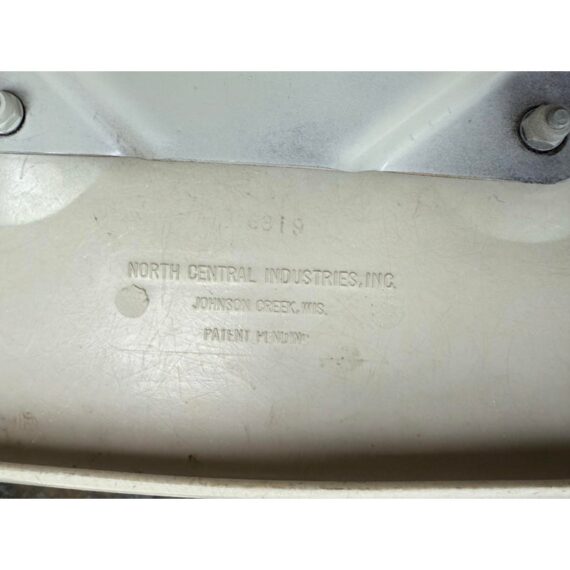 NORTH CENTRAL INDUSTRIES, INC.
JOHNSON CREEK, WIS.
PATENT PENDING